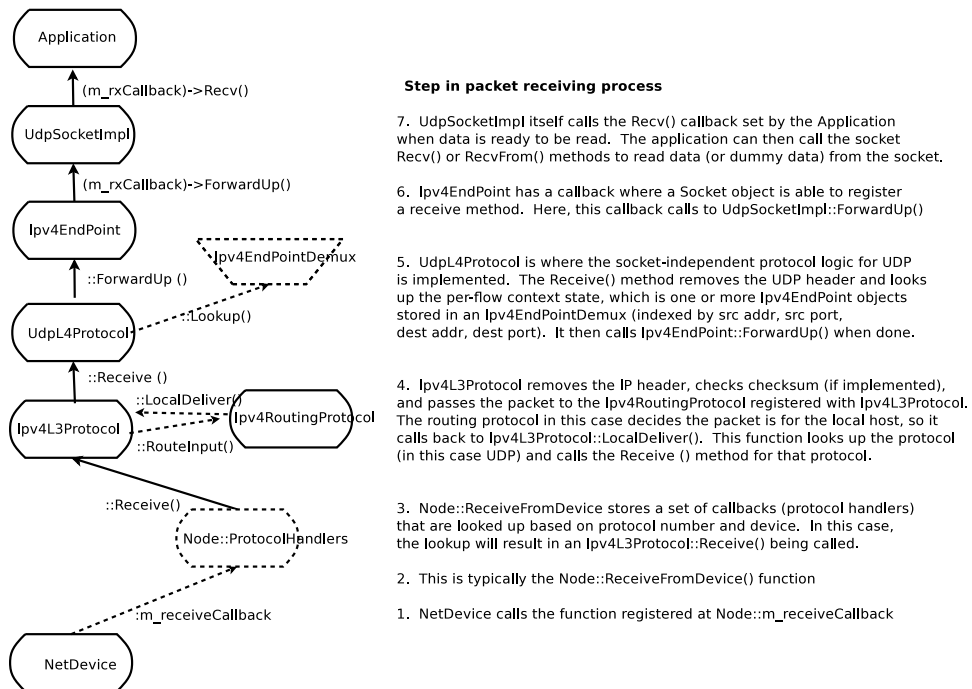 Application
(m_rxCallback)->Recv()
UdpSocketImpl
(m_rxCallback)->ForwardUp()
Ipv4EndPoint
Ipv4EndPointDemux
::ForwardUp ()
::Lookup()
UdpL4Protocol
::Receive ()
::LocalDeliver()
Ipv4L3Protocol
Ipv4RoutingProtocol
::RouteInput()
::Receive()
Node::ProtocolHandlers
:m_receiveCallback
NetDevice
Step in packet receiving process
7. UdpSocketImpl itself calls the Recv() callback set by the Application
when data is ready to be read. The application can then call the socket
Recv() or RecvFrom() methods to read data (or dummy data) from the socket.
6. Ipv4EndPoint has a callback where a Socket object is able to register
a receive method. Here, this callback calls to UdpSocketImpl::ForwardUp()
5. UdpL4Protocol is where the socket-independent protocol logic for UDP
is implemented. The Receive() method removes the UDP header and looks
up the per-flow context state, which is one or more Ipv4EndPoint objects
stored in an Ipv4EndPointDemux (indexed by src addr, src port,
dest addr, dest port). It then calls Ipv4EndPoint::ForwardUp() when done.
4. Ipv4L3Protocol removes the IP header, checks checksum (if implemented),
and passes the packet to the Ipv4RoutingProtocol registered with Ipv4L3Protocol.
The routing protocol in this case decides the packet is for the local host, so it
calls back to Ipv4L3Protocol::LocalDeliver(). This function looks up the protocol
(in this case UDP) and calls the Receive () method for that protocol.
3. Node::ReceiveFromDevice stores a set of callbacks (protocol handlers)
that are looked up based on protocol number and device. In this case,
the lookup will result in an Ipv4L3Protocol::Receive() being called.
2. This is typically the Node::ReceiveFromDevice() function
1. NetDevice calls the function registered at Node::m_receiveCallback